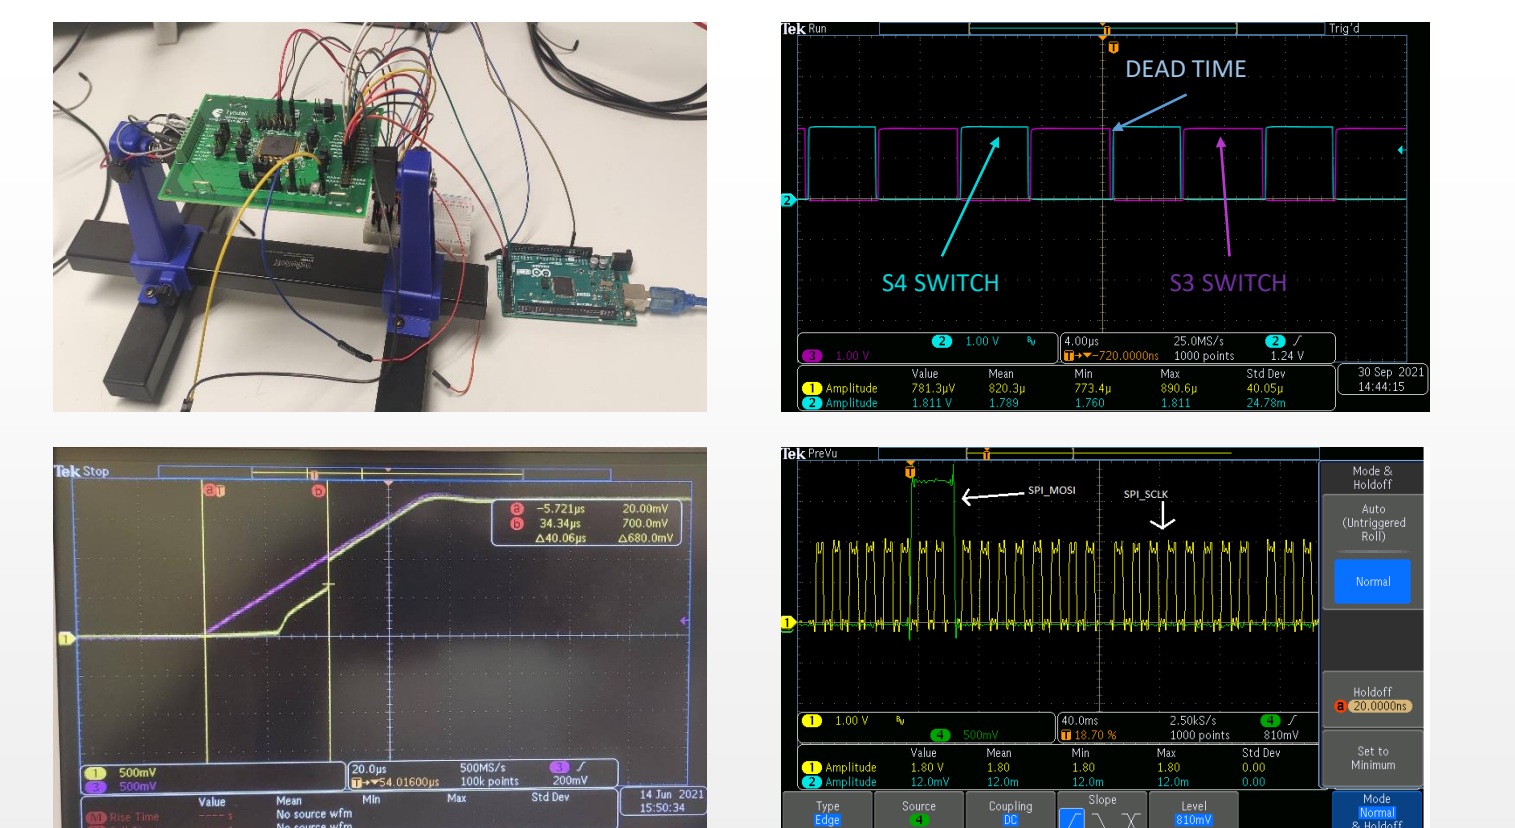 Tyndall
Tek Run
Trig'd
T
T
DEAD TIME
2
S4 SWITCH
S3 SWITCH
3 1.00 V
2 1.00 V
4.00µs 25.0MS/s 2
T→▼-720.0000ns 1000 points 1.24 V
Value Mean Min Max Std Dev
1 Amplitude 781.3µV 820.3µ 773.4µ 890.6µ 40.05µ
2 Amplitude 1.811 V 1.789 1.760 1.811 24.78m
30 Sep 2021
14:44:15
Tek Stop
T
a T b
a -5.721µs 20.00mV
b 34.34µs 700.0mV
Δ40.06µs Δ680.0mV
1
1 500mV
3 500mV
20.0µs 500MS/s 3
T→▼54.01600µs 100k points 200mV
Value Mean Min Max Std Dev
M Rise Time ---- s No source wfm
No source wfm
14 Jun 2021
15:50:34
Tek PreVu
T
T
SPI_MOSI
SPI_SCLK
1
1 1.00 V
4 500mV
40.0ms 2.50kS/s 4
T 18.70 % 1000 points 810mV
Value Mean Min Max Std Dev
1 Amplitude 1.80 V 1.80 1.80 1.80 0.00
2 Amplitude 12.0mV 12.0m 12.0m 12.0m 0.00
Mode &
Holdoff
Auto
(Untriggered
Roll)
Normal
Holdoff
a 20.0000ns
Set to
Minimum
Type
Edge
Source
4
Coupling
DC
Slope
Level
810mV
Mode
Normal
& Holdoff